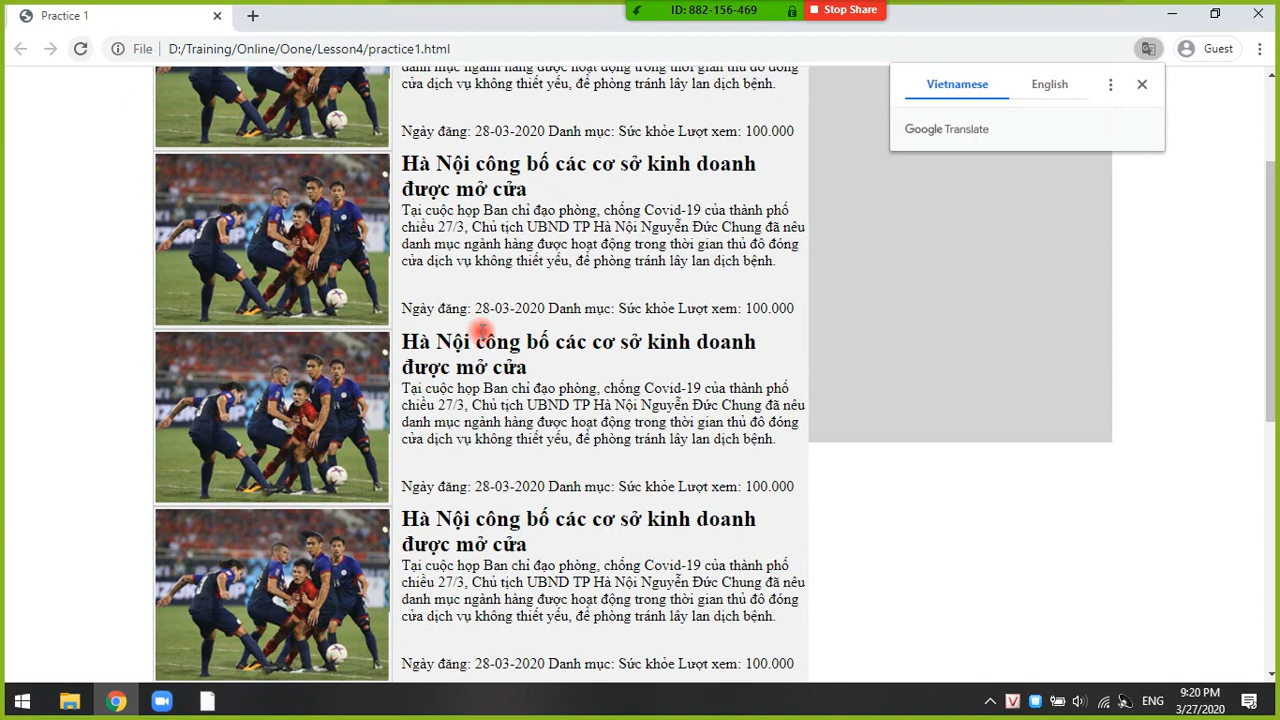 Practice 1
ID: 882-156-469
Stop Share
File
D:/Training/Online/Oone/Lesson4/practice1.html
Guest
Vietnamese
English
Google Translate
danh mục ngành hàng được hoạt động trong thời gian thủ đô đóng
cửa dịch vụ không thiết yếu, để phòng tránh lây lan dịch bệnh.
Ngày đăng: 28-03-2020 Danh mục: Sức khỏe Lượt xem: 100.000
Hà Nội công bố các cơ sở kinh doanh
được mở cửa
Tại cuộc họp Ban chỉ đạo phòng, chống Covid-19 của thành phố
chiều 27/3, Chủ tịch UBND TP Hà Nội Nguyễn Đức Chung đã nêu
danh mục ngành hàng được hoạt động trong thời gian thủ đô đóng
cửa dịch vụ không thiết yếu, để phòng tránh lây lan dịch bệnh.
Ngày đăng: 28-03-2020 Danh mục: Sức khỏe Lượt xem: 100.000
Hà Nội công bố các cơ sở kinh doanh
được mở cửa
Tại cuộc họp Ban chỉ đạo phòng, chống Covid-19 của thành phố
chiều 27/3, Chủ tịch UBND TP Hà Nội Nguyễn Đức Chung đã nêu
danh mục ngành hàng được hoạt động trong thời gian thủ đô đóng
cửa dịch vụ không thiết yếu, để phòng tránh lây lan dịch bệnh.
Ngày đăng: 28-03-2020 Danh mục: Sức khỏe Lượt xem: 100.000
Hà Nội công bố các cơ sở kinh doanh
được mở cửa
Tại cuộc họp Ban chỉ đạo phòng, chống Covid-19 của thành phố
chiều 27/3, Chủ tịch UBND TP Hà Nội Nguyễn Đức Chung đã nêu
danh mục ngành hàng được hoạt động trong thời gian thủ đô đóng
cửa dịch vụ không thiết yếu, để phòng tránh lây lan dịch bệnh.
Ngày đăng: 28-03-2020 Danh mục: Sức khỏe Lượt xem: 100.000
ENG
9:20 PM
3/27/2020